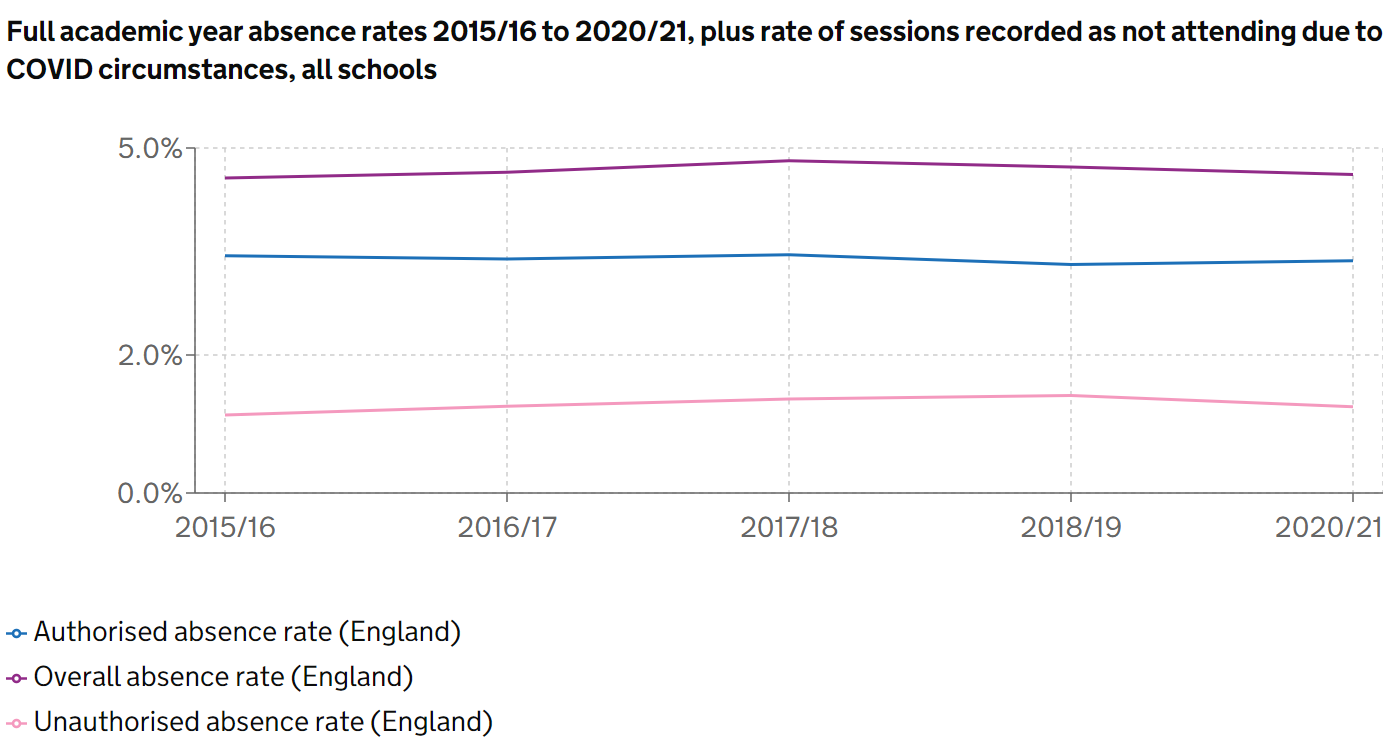 Full academic year absence rates 2015/16 to 2020/21, plus rate of sessions recorded as not attending due to
COVID circumstances, all schools
5.0%
2.0%
0.0%
2015/16 2016/17 2017/18 2018/19 2020/21
Authorised absence rate (England)
Overall absence rate (England)
Unauthorised absence rate (England)